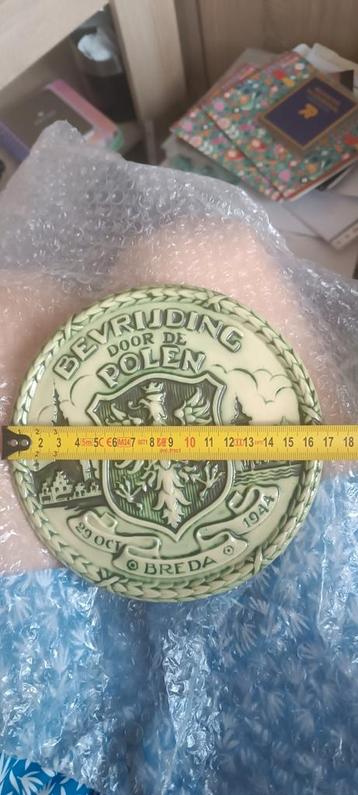 BEVRIJDING
DOOR DE
POLEN
2 3 4 5 6 7 8 9 10 11 12 13 14 15 16 17 18
29 OCT
1944
BREDA